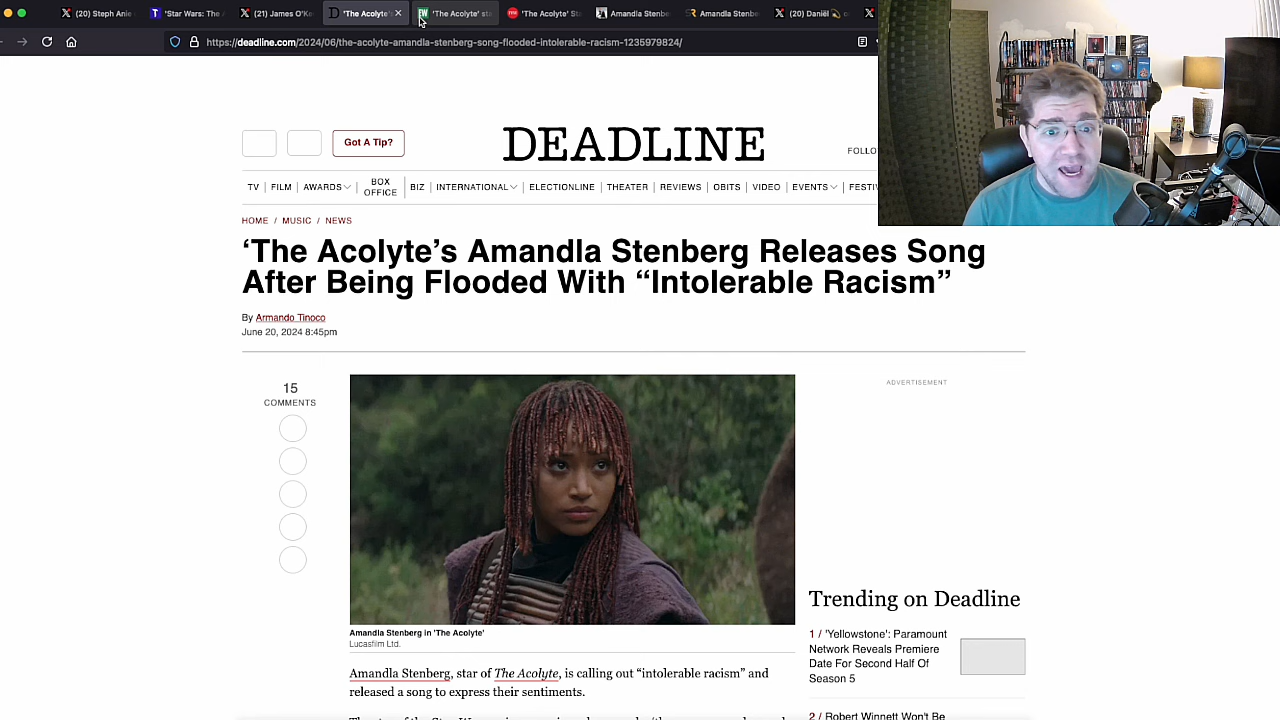 (20) Steph Anie
'Star Wars: The
(21) James O'Ke
'The Acolyte'
'The Acolyte' st
'The Acolyte' St
Amandla Stenbe
Amandla Stenb
(20) Daniël
https://deadline.com/2024/06/the-acolyte-amandla-stenberg-song-flooded-intolerable-racism-1235979824/
Got A Tip?
DEADLINE
FOLLO
TV FILM AWARDS BOX OFFICE BIZ INTERNATIONAL ELECTIONLINE THEATER REVIEWS OBITS VIDEO EVENTS FESTIV
HOME / MUSIC / NEWS
‘The Acolyte’s Amandla Stenberg Releases Song
After Being Flooded With “Intolerable Racism”
By Armando Tinoco
June 20, 2024 8:45pm
15
COMMENTS
ADVERTISEMENT
Amandla Stenberg in 'The Acolyte'
Lucasfilm Ltd.
Amandla Stenberg, star of The Acolyte, is calling out “intolerable racism” and
released a song to express their sentiments.
Trending on Deadline
1 / 'Yellowstone': Paramount
Network Reveals Premiere
Date For Second Half Of
Season 5
2 / Robert Winnett Won't Be